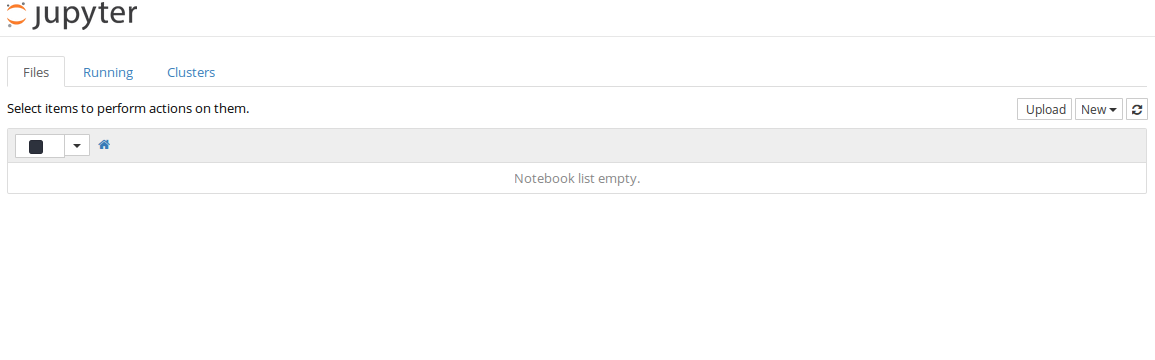 jupyter
Files Running Clusters
Select items to perform actions on them. Upload New
Notebook list empty.